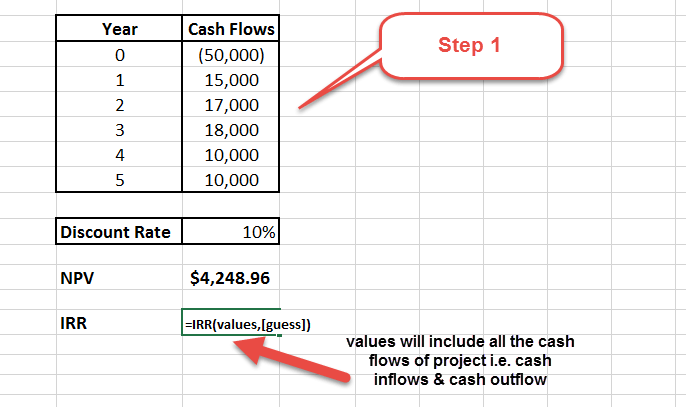 Year Cash Flows
0 (50,000)
1 15,000
2 17,000
3 18,000
4 10,000
5 10,000
Step 1
Discount Rate 10%
NPV $4,248.96
IRR =IRR(values,[guess])
values will include all the cash
flows of project i.e. cash
inflows & cash outflow